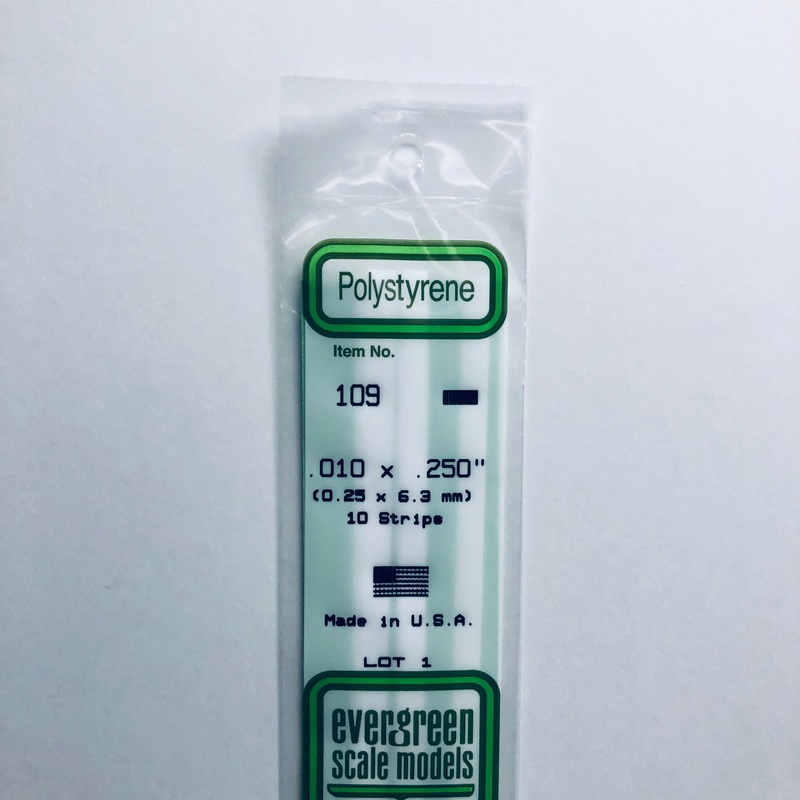 Polystyrene
Item No.
109
.010 x .250"
(0.25 x 6.3 mm)
10 Strips
Made in U.S.A.
LOT 1
evergreen
scale models